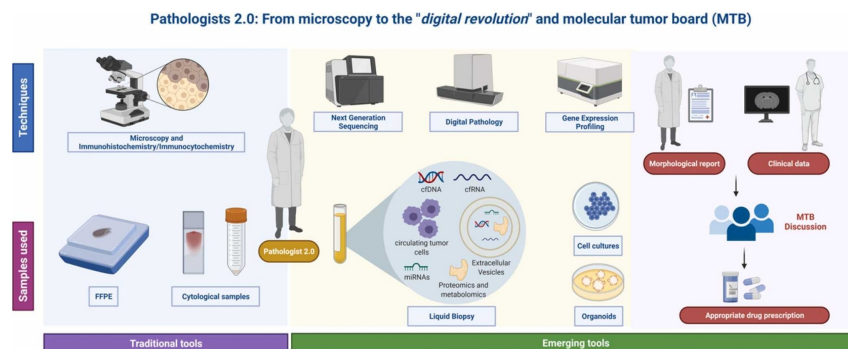 Pathologists 2.0: From microscopy to the "digital revolution" and molecular tumor board (MTB)
Techniques
Microscopy and
Immunohistochemistry/Immunocytochemistry
Next Generation
Sequencing
Digital Pathology
Gene Expression
Profiling
Morphological report
Clinical data
MTB
Discussion
Appropriate drug prescription
Samples used
FFPE
Cytological samples
Pathologist 2.0
cfDNA
cfRNA
circulating tumor
cells
Extracellular
Vesicles
miRNAs
Proteomics and
metabolomics
Liquid Biopsy
Cell cultures
Organoids
Traditional tools
Emerging tools